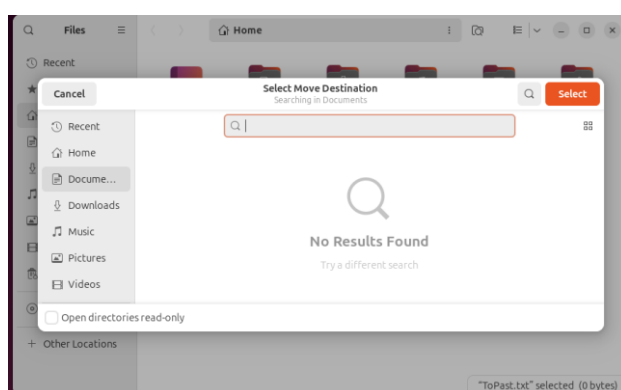 Files
Home
Recent
Cancel
Select Move Destination
Searching in Documents
Select
Recent
Home
Docume...
Downloads
Music
Pictures
Videos
No Results Found
Try a different search
Open directories read-only
+ Other Locations
"ToPast.txt" selected (0 bytes)